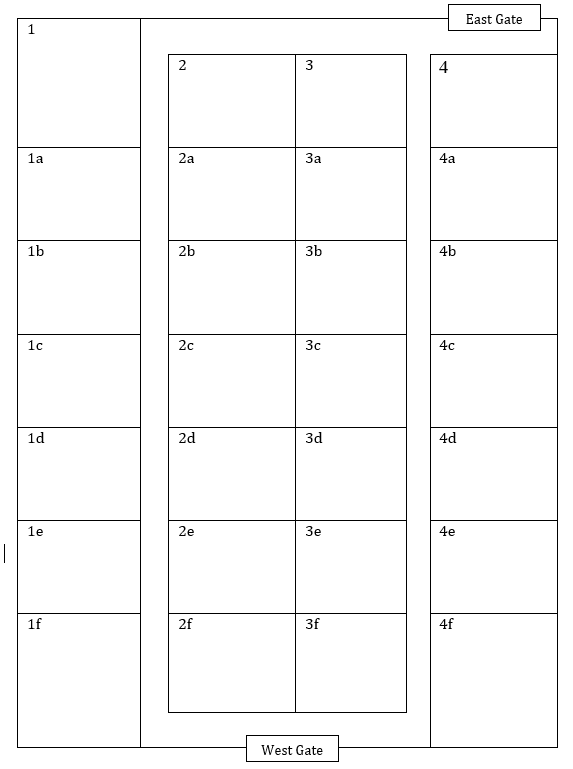 East Gate
1
2 3 4
1a 2a 3a 4a
1b 2b 3b 4b
1c 2c 3c 4c
1d 2d 3d 4d
1e 2e 3e 4e
1f 2f 3f 4f
West Gate